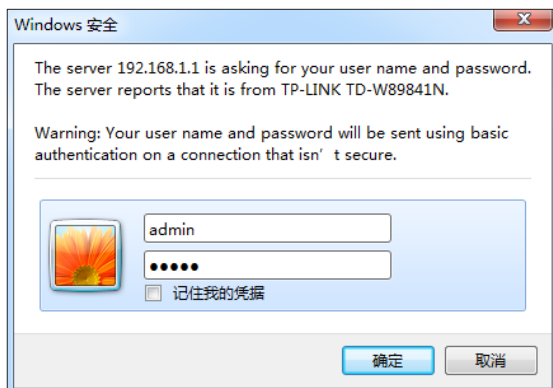 Windows 安全
The server 192.168.1.1 is asking for your user name and password.
The server reports that it is from TP-LINK TD-W89841N.
Warning: Your user name and password will be sent using basic
authentication on a connection that isn’t secure.
admin
●●●●●
记住我的凭据
确定
取消